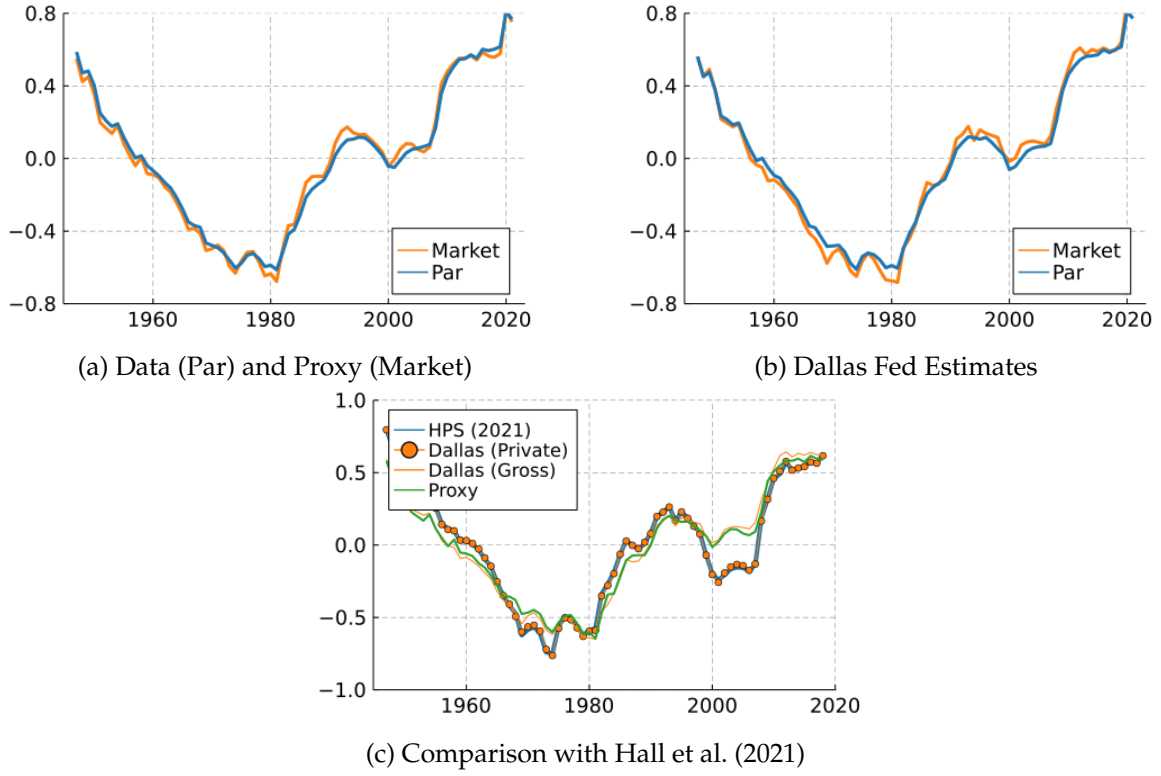 0.8
0.4
0.0
−0.4
−0.8
1960 1980 2000 2020
Market
Par
(a) Data (Par) and Proxy (Market)
0.8
0.4
0.0
−0.4
−0.8
1960 1980 2000 2020
Market
Par
(b) Dallas Fed Estimates
1.0
0.5
0.0
−0.5
−1.0
1960 1980 2000 2020
HPS (2021)
Dallas (Private)
Dallas (Gross)
Proxy
(c) Comparison with Hall et al. (2021)